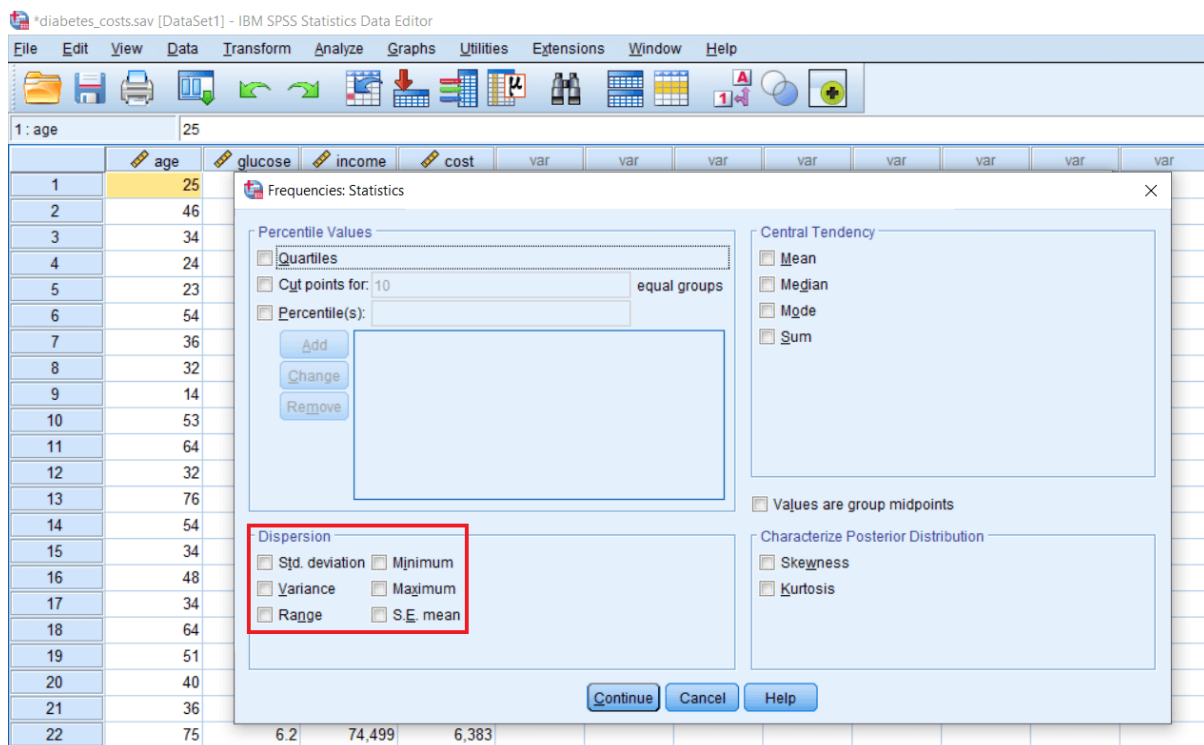 *diabetes_costs.sav [DataSet1] - IBM SPSS Statistics Data Editor
File Edit View Data Transform Analyze Graphs Utilities Extensions Window Help
A
μ
1
1 : age 25
age glucose income cost var var var var var var var var
1 25
2 46
3 34
4 24
5 23
6 54
7 36
8 32
9 14
10 53
11 64
12 32
13 76
14 54
15 34
16 48
17 34
18 64
19 51
20 40
21 36
22 75 6.2 74,499 6,383
Frequencies: Statistics
Percentile Values
Quartiles
Cut points for: 10 equal groups
Percentile(s):
Add
Change
Remove
Central Tendency
Mean
Median
Mode
Sum
Values are group midpoints
Dispersion
Std. deviation Minimum
Variance Maximum
Range S.E. mean
Characterize Posterior Distribution
Skewness
Kurtosis
Continue Cancel Help